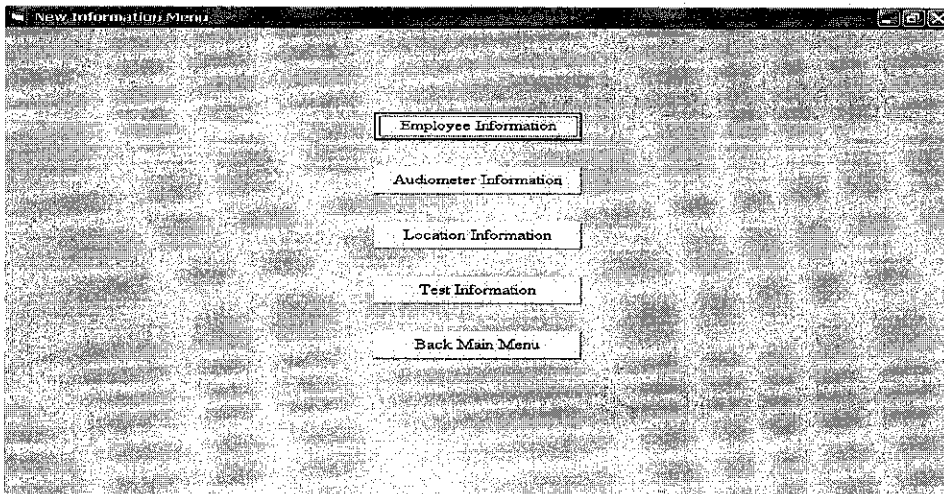 New Information Menu
Employee Information
Audiometer Information
Location Information
Test Information
Back Main Menu